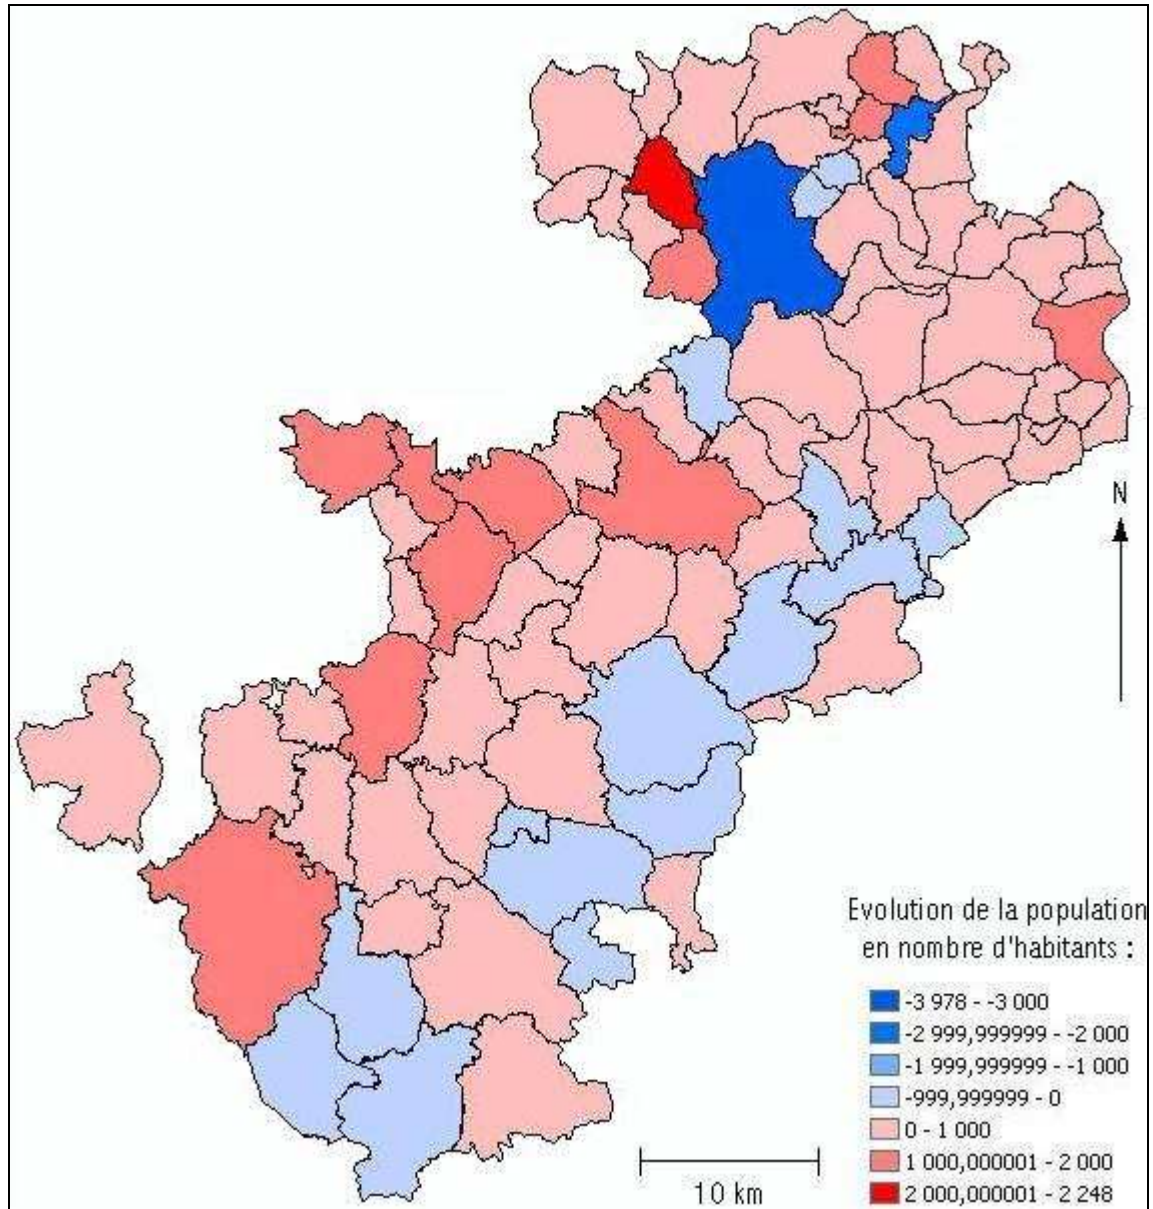 N
Evolution de la population
en nombre d'habitants :
-3 978 - -3 000
-2 999,999999 - -2 000
-1 999,999999 - -1 000
-999,999999 - 0
0 - 1 000
1 000,000001 - 2 000
2 000,000001 - 2 248
10 km